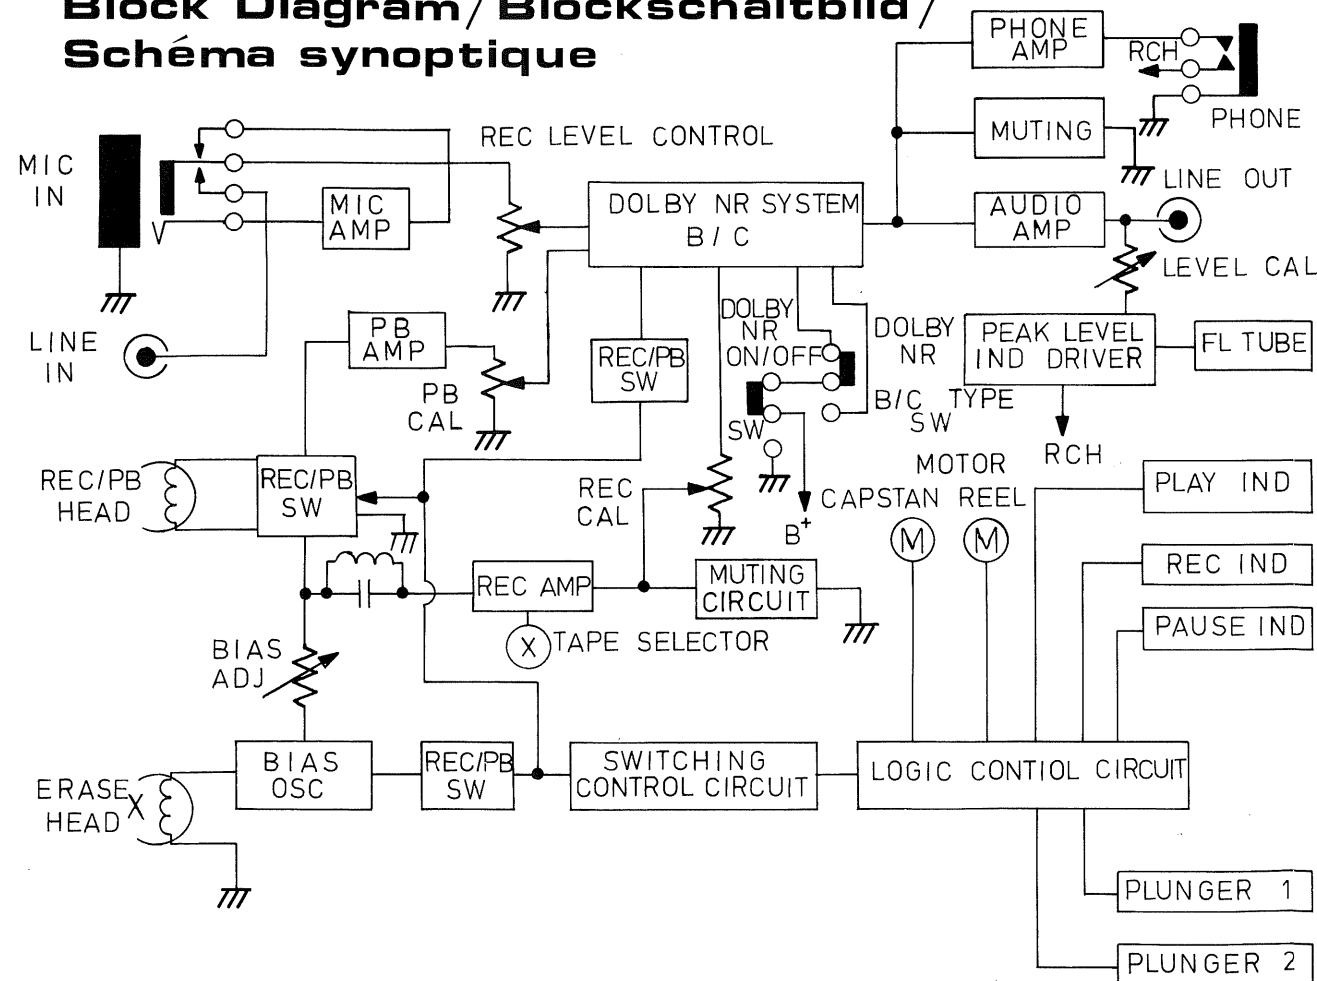 Block Diagram/Blockschaltbild/
Schéma synoptique
PHONE
AMP
RCH
PHONE
MUTING
MIC
IN
REC LEVEL CONTROL
MIC
AMP
DOLBY NR SYSTEM
B/C
AUDIO
AMP
LINE OUT
LEVEL CAL
LINE
IN
PB
AMP
PB
CAL
REC/PB
SW
DOLBY
NR
ON/OFF
SW
DOLBY
NR
B/C TYPE
SW
PEAK LEVEL
IND DRIVER
FL TUBE
RCH
REC/PB
HEAD
REC/PB
SW
REC
CAL
B+
MOTOR
CAPSTAN REEL
M
M
PLAY IND
REC IND
PAUSE IND
REC AMP
MUTING
CIRCUIT
X
TAPE SELECTOR
BIAS
ADJ
BIAS
OSC
REC/PB
SW
SWITCHING
CONTROL CIRCUIT
LOGIC CONTIOL CIRCUIT
ERASE
HEAD
X
PLUNGER 1
PLUNGER 2